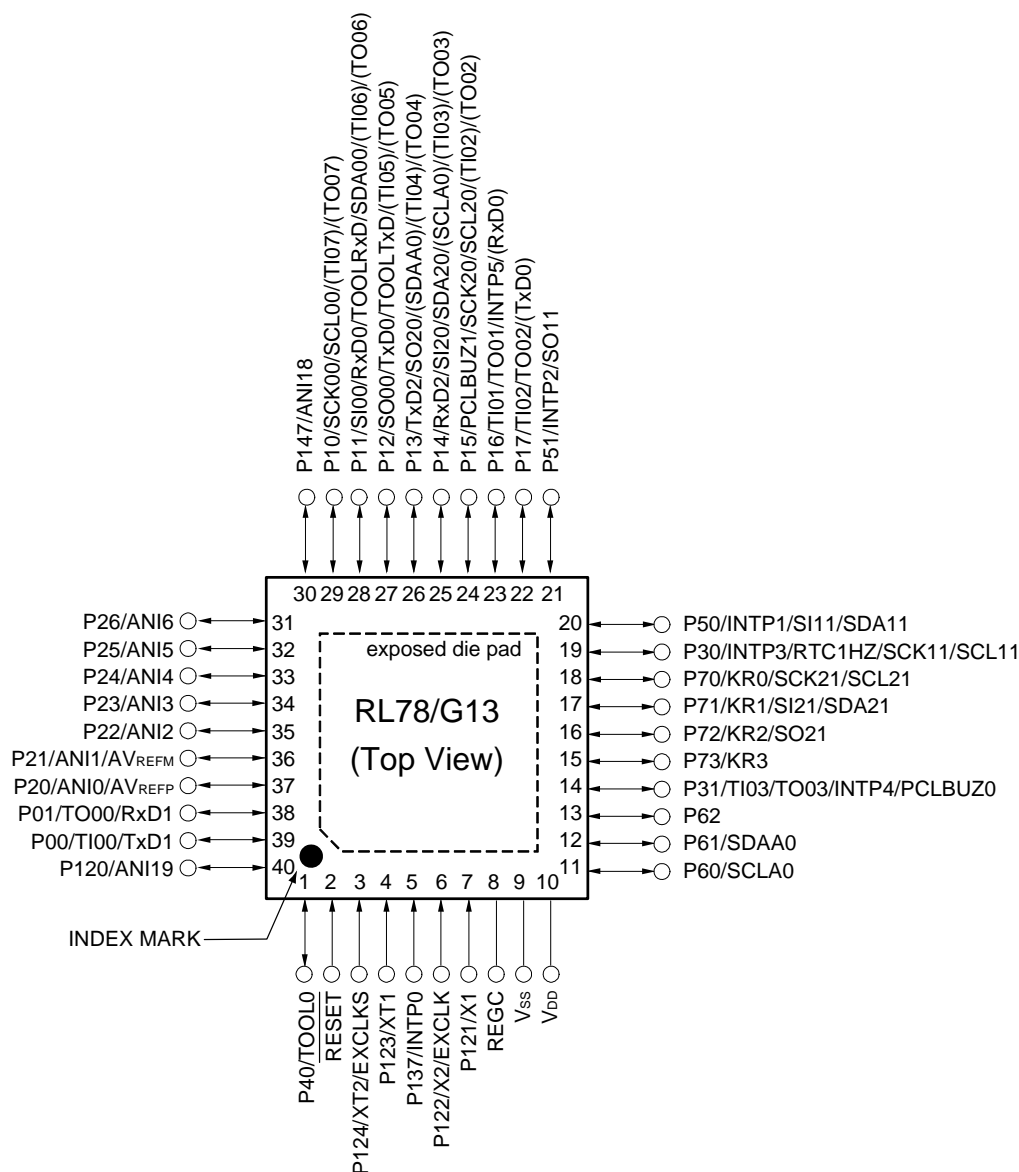 P147/ANI18
P10/SCK00/SCL00/(TI07)/(TO07)
P11/SI00/RxD0/TOOLRxD/SDA00/(TI06)/(TO06)
P12/SO00/TxD0/TOOLTxD/(TI05)/(TO05)
P13/TxD2/SO20/(SDAA0)/(TI04)/(TO04)
P14/RxD2/SI20/SDA20/(SCLA0)/(TI03)/(TO03)
P15/PCLBUZ1/SCK20/SCL20/(TI02)/(TO02)
P16/TI01/TO01/INTP5/(RxD0)
P17/TI02/TO02/(TxD0)
P51/INTP2/SO11
30 29 28 27 26 25 24 23 22 21
P26/ANI6 31
P25/ANI5 32
P24/ANI4 33
P23/ANI3 34
P22/ANI2 35
P21/ANI1/AVREFM 36
P20/ANI0/AVREFP 37
P01/TO00/RxD1 38
P00/TI00/TxD1 39
P120/ANI19 40
exposed die pad
RL78/G13
(Top View)
20 P50/INTP1/SI11/SDA11
19 P30/INTP3/RTC1HZ/SCK11/SCL11
18 P70/KR0/SCK21/SCL21
17 P71/KR1/SI21/SDA21
16 P72/KR2/SO21
15 P73/KR3
14 P31/TI03/TO03/INTP4/PCLBUZ0
13 P62
12 P61/SDAA0
11 P60/SCLA0
1 2 3 4 5 6 7 8 9 10
INDEX MARK
P40/TOOL0
RESET
P124/XT2/EXCLKS
P123/XT1
P137/INTP0
P122/X2/EXCLK
P121/X1
REGC
VSS
VDD